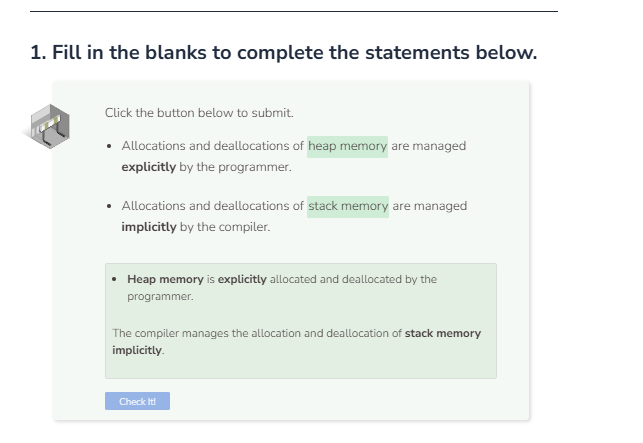 1. Fill in the blanks to complete the statements below.
Click the button below to submit.
• Allocations and deallocations of heap memory are managed
explicitly by the programmer.
• Allocations and deallocations of stack memory are managed
implicitly by the compiler.
• Heap memory is explicitly allocated and deallocated by the
programmer.
The compiler manages the allocation and deallocation of stack memory
implicitly.
Check It!